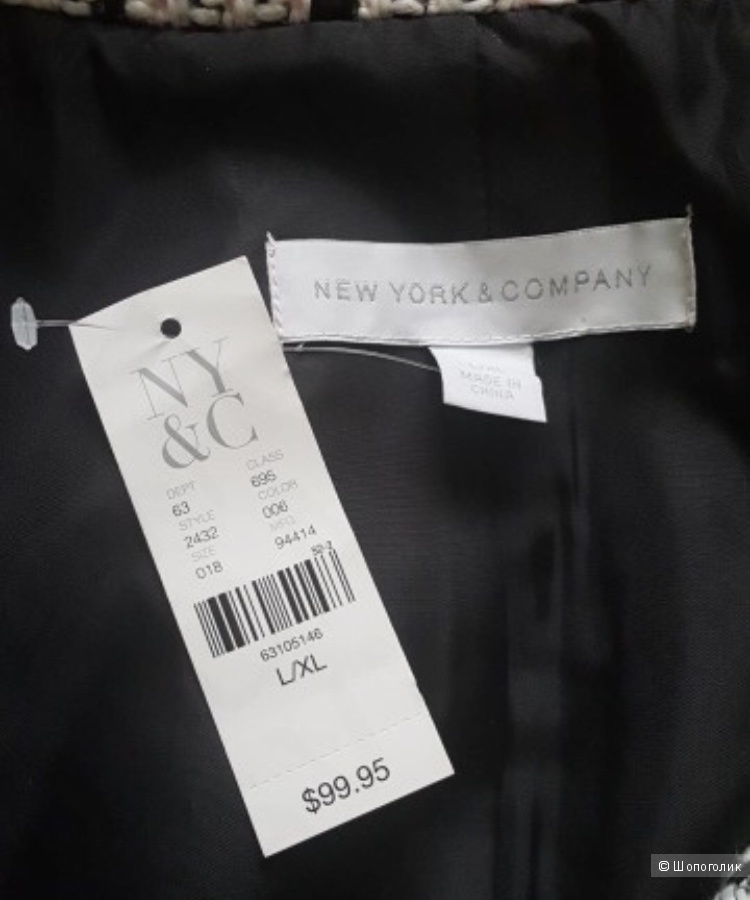 NEW YORK & COMPANY
MADE IN
CHINA
NY
&C
DEPT CLASS
63 695
STYLE COLOR
2432 006
SIZE MFG
018 94414
63105146
L/XL
$99.95
© Шопоголик